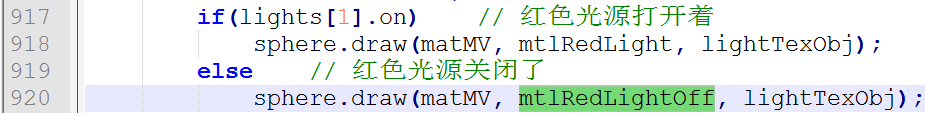 917 if(lights[1].on) // 红色光源打开着
918 sphere.draw(matMV, mtlRedLight, lightTexObj);
919 else // 红色光源关闭了
920 sphere.draw(matMV, mtlRedLightOff, lightTexObj);